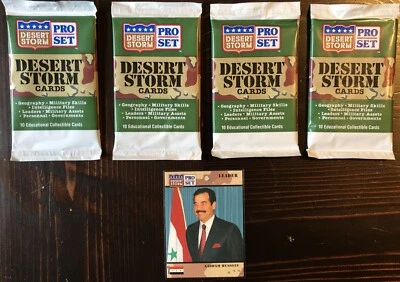 DESERT STORM PRO SET
DESERT
STORM
CARDS
• Geography • Military Skills
• Intelligence Files
• Leaders • Military Assets
• Personnel • Governments
10 Educational Collectible Cards
DESERT STORM PRO SET
DESERT
STORM
CARDS
• Geography • Military Skills
• Intelligence Files
• Leaders • Military Assets
• Personnel • Governments
10 Educational Collectible Cards
DESERT STORM PRO SET
DESERT
STORM
CARDS
• Geography • Military Skills
• Intelligence Files
• Leaders • Military Assets
• Personnel • Governments
10 Educational Collectible Cards
DESERT STORM PRO SET
DESERT
STORM
CARDS
• Geography • Military Skills
• Intelligence Files
• Leaders • Military Assets
• Personnel • Governments
10 Educational Collectible Cards
DESERT STORM PRO SET LEADER
SADDAM HUSSEIN